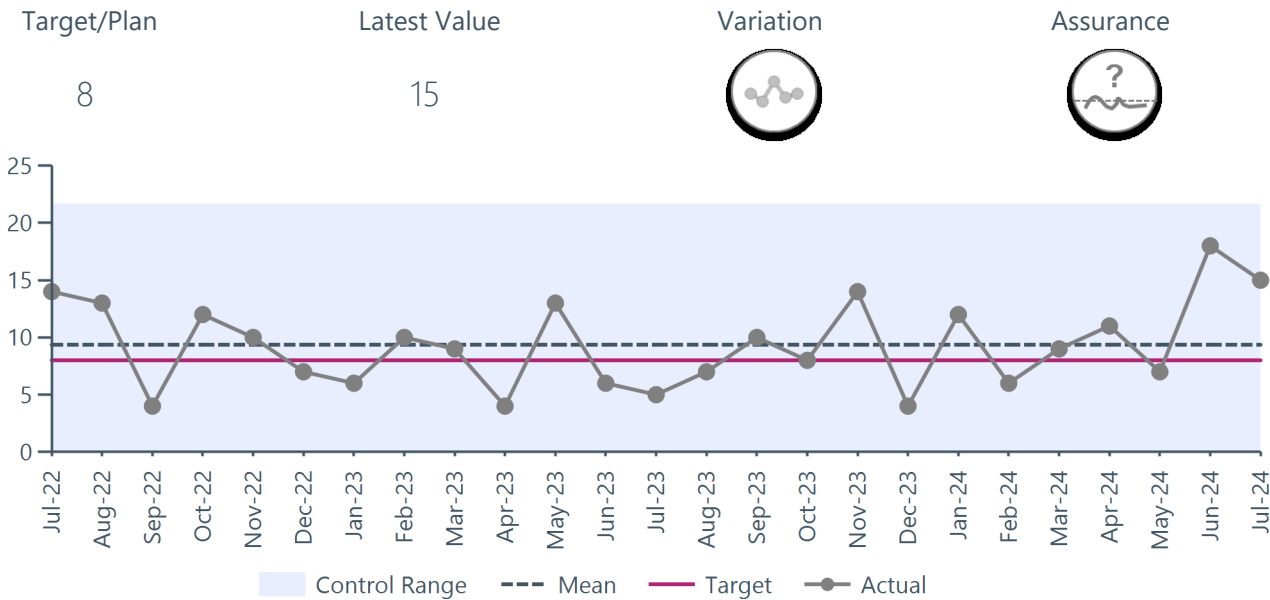 Target/Plan Latest Value Variation Assurance
8 15 ?
25
20
15
10
5
0
Jul-22 Aug-22 Sep-22 Oct-22 Nov-22 Dec-22 Jan-23 Feb-23 Mar-23 Apr-23 May-23 Jun-23 Jul-23 Aug-23 Sep-23 Oct-23 Nov-23 Dec-23 Jan-24 Feb-24 Mar-24 Apr-24 May-24 Jun-24 Jul-24
Control Range Mean Target Actual